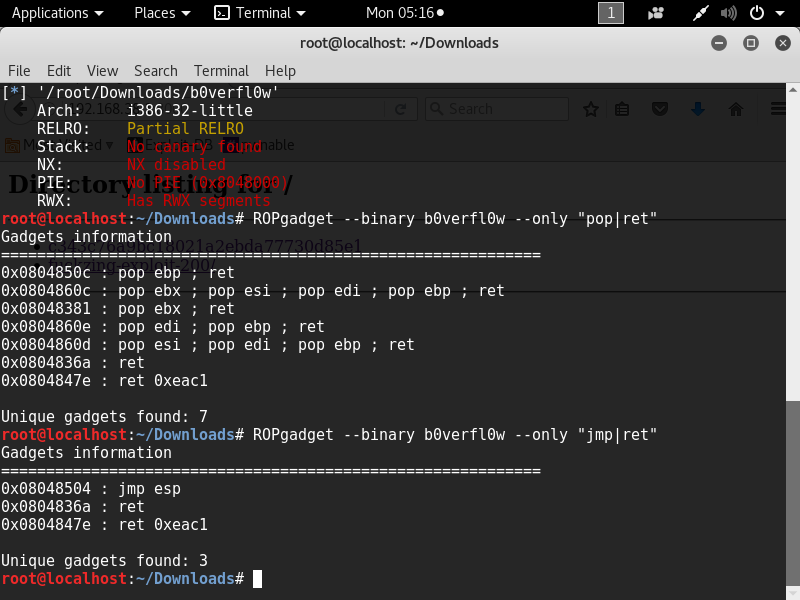 Applications Places Terminal Mon 05:16 1
root@localhost: ~/Downloads
File Edit View Search Terminal Help
[*] '/root/Downloads/b0verfl0w'
Arch: i386-32-little
Search
RELRO: Partial RELRO
Stack: No canary found
NX: NX disabled
PIE: No PIE (0x8048000)
Directory listing for /
RWX: Has RWX segments
root@localhost:~/Downloads# ROPgadget --binary b0verfl0w --only "pop|ret"
Gadgets information
c343c76a9bc18021a2ebda77730d85e1
============================================================
0x0804850c : pop ebp ; ret
0x0804860c : pop ebx ; pop esi ; pop edi ; pop ebp ; ret
0x08048381 : pop ebx ; ret
0x0804860e : pop edi ; pop ebp ; ret
0x0804860d : pop esi ; pop edi ; pop ebp ; ret
0x0804836a : ret
0x0804847e : ret 0xeac1
Unique gadgets found: 7
root@localhost:~/Downloads# ROPgadget --binary b0verfl0w --only "jmp|ret"
Gadgets information
============================================================
0x08048504 : jmp esp
0x0804836a : ret
0x0804847e : ret 0xeac1
Unique gadgets found: 3
root@localhost:~/Downloads#